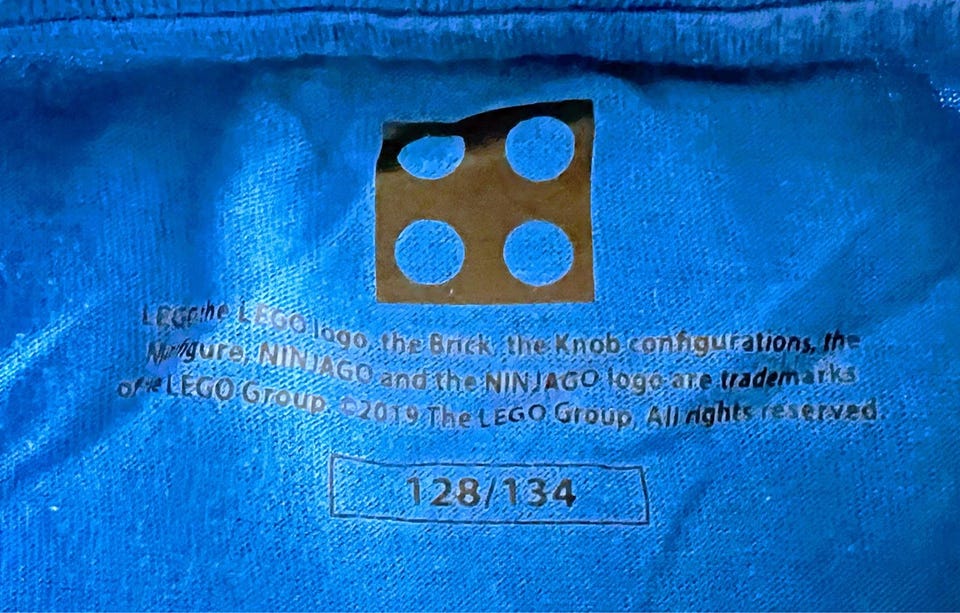 LEGO, the LEGO logo, the Brick, the Knob configurations, the
Minifigure, NINJAGO and the NINJAGO logo are trademarks
of the LEGO Group. ©2019 The LEGO Group, All rights reserved.
128/134